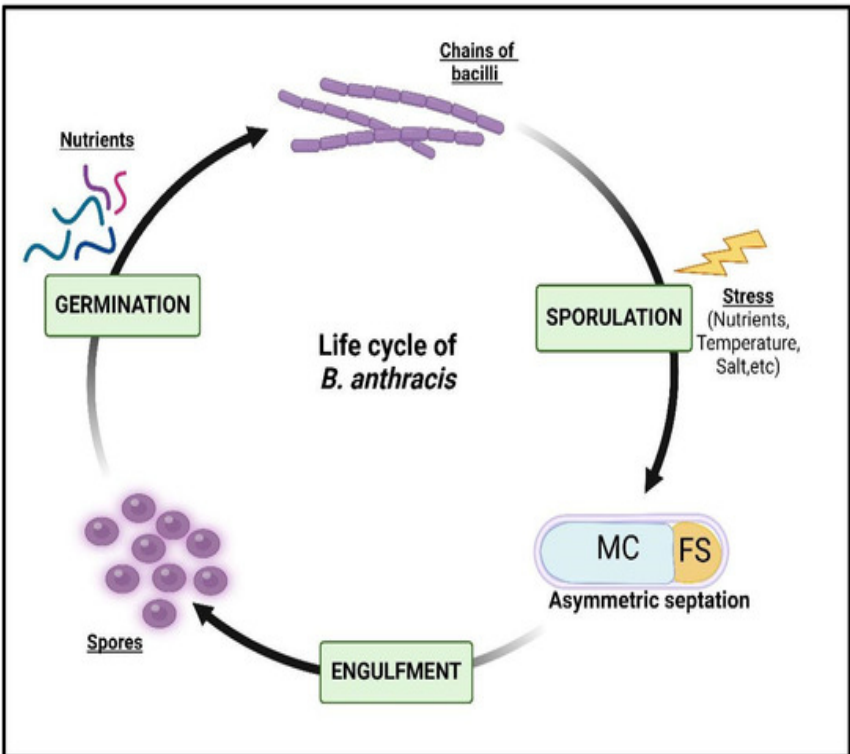 Chains of
bacilli
Nutrients
GERMINATION
SPORULATION
Stress
(Nutrients,
Temperature,
Salt,etc)
Life cycle of
B. anthracis
MC
FS
Asymmetric septation
Spores
ENGULFMENT